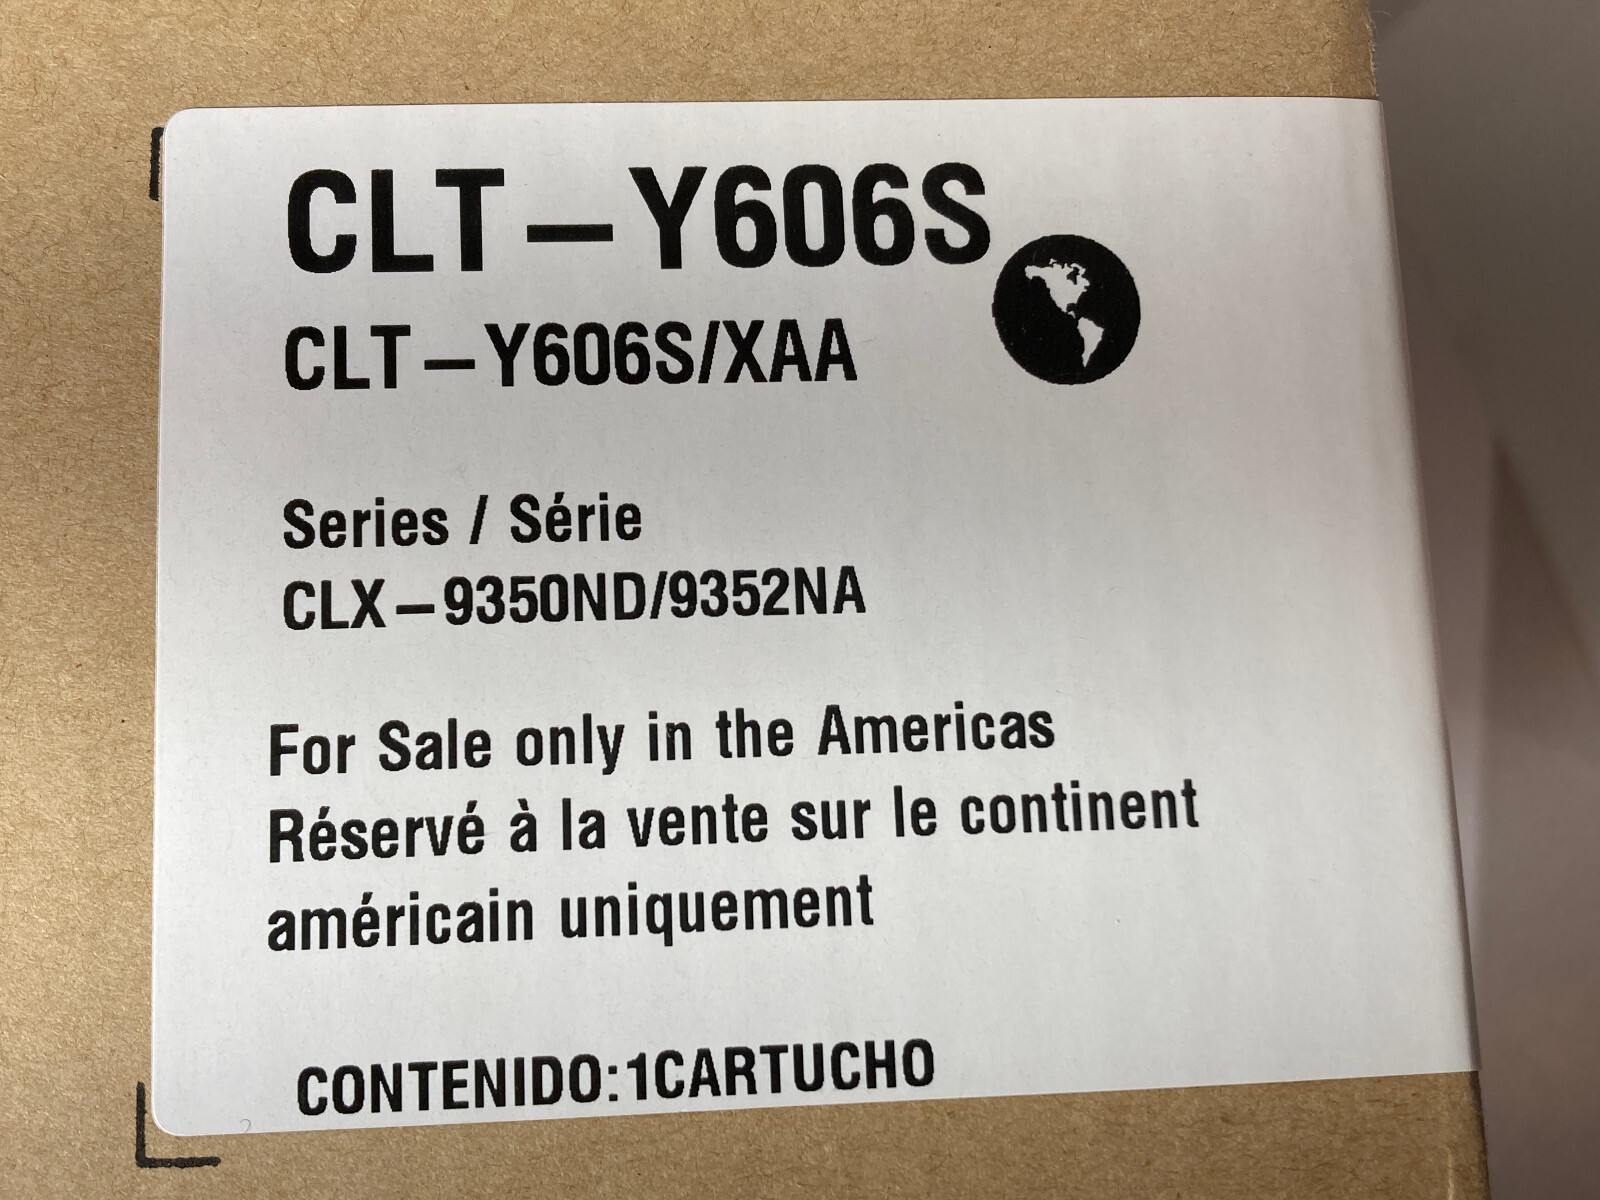 CLT-Y606S
CLT-Y606S/XAA
Series / Série
CLX-9350ND/9352NA
For Sale only in the Americas
Réservé à la vente sur le continent
américain uniquement
CONTENIDO:1CARTUCHO